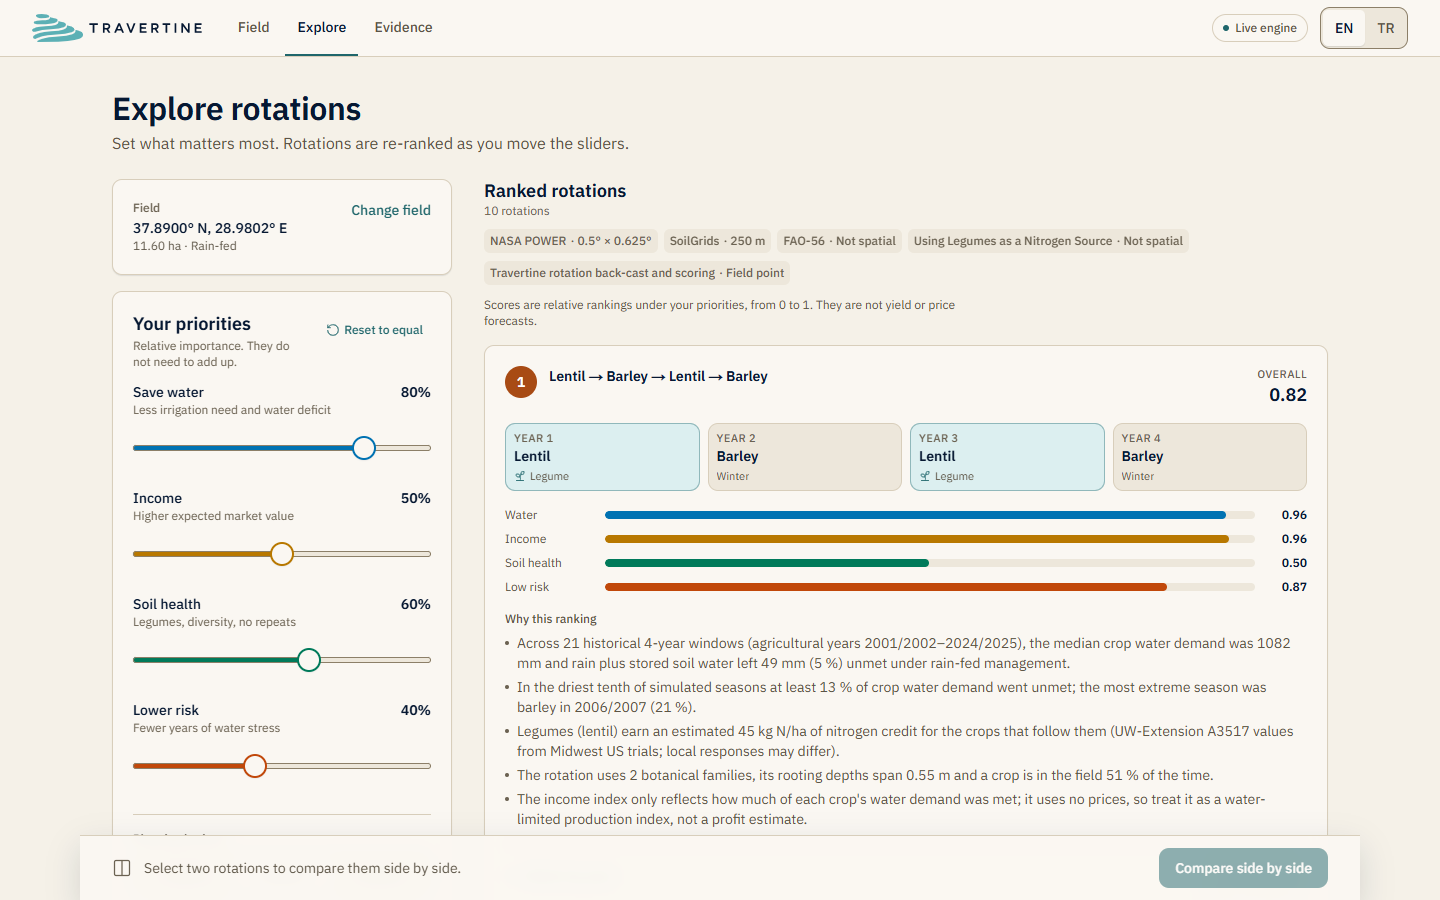 TRAVERTINE
Field
Explore
Evidence
Live engine
EN
TR
Explore rotations
Set what matters most. Rotations are re-ranked as you move the sliders.
Field
Change field
37.8900° N, 28.9802° E
11.60 ha · Rain-fed
Your priorities
Reset to equal
Relative importance. They do
not need to add up.
Save water 80%
Less irrigation need and water deficit
Income 50%
Higher expected market value
Soil health 60%
Legumes, diversity, no repeats
Lower risk 40%
Fewer years of water stress
Ranked rotations
10 rotations
NASA POWER · 0.5° × 0.625°
SoilGrids · 250 m
FAO-56 · Not spatial
Using Legumes as a Nitrogen Source · Not spatial
Travertine rotation back-cast and scoring · Field point
Scores are relative rankings under your priorities, from 0 to 1. They are not yield or price
forecasts.
1
Lentil → Barley → Lentil → Barley
OVERALL
0.82
YEAR 1
Lentil
Legume
YEAR 2
Barley
Winter
YEAR 3
Lentil
Legume
YEAR 4
Barley
Winter
Water 0.96
Income 0.96
Soil health 0.50
Low risk 0.87
Why this ranking
• Across 21 historical 4-year windows (agricultural years 2001/2002–2024/2025), the median crop water demand was 1082
mm and rain plus stored soil water left 49 mm (5 %) unmet under rain-fed management.
• In the driest tenth of simulated seasons at least 13 % of crop water demand went unmet; the most extreme season was
barley in 2006/2007 (21 %).
• Legumes (lentil) earn an estimated 45 kg N/ha of nitrogen credit for the crops that follow them (UW-Extension A3517 values
from Midwest US trials; local responses may differ).
• The rotation uses 2 botanical families, its rooting depths span 0.55 m and a crop is in the field 51 % of the time.
• The income index only reflects how much of each crop's water demand was met; it uses no prices, so treat it as a water-
limited production index, not a profit estimate.
Select two rotations to compare them side by side.
Compare side by side